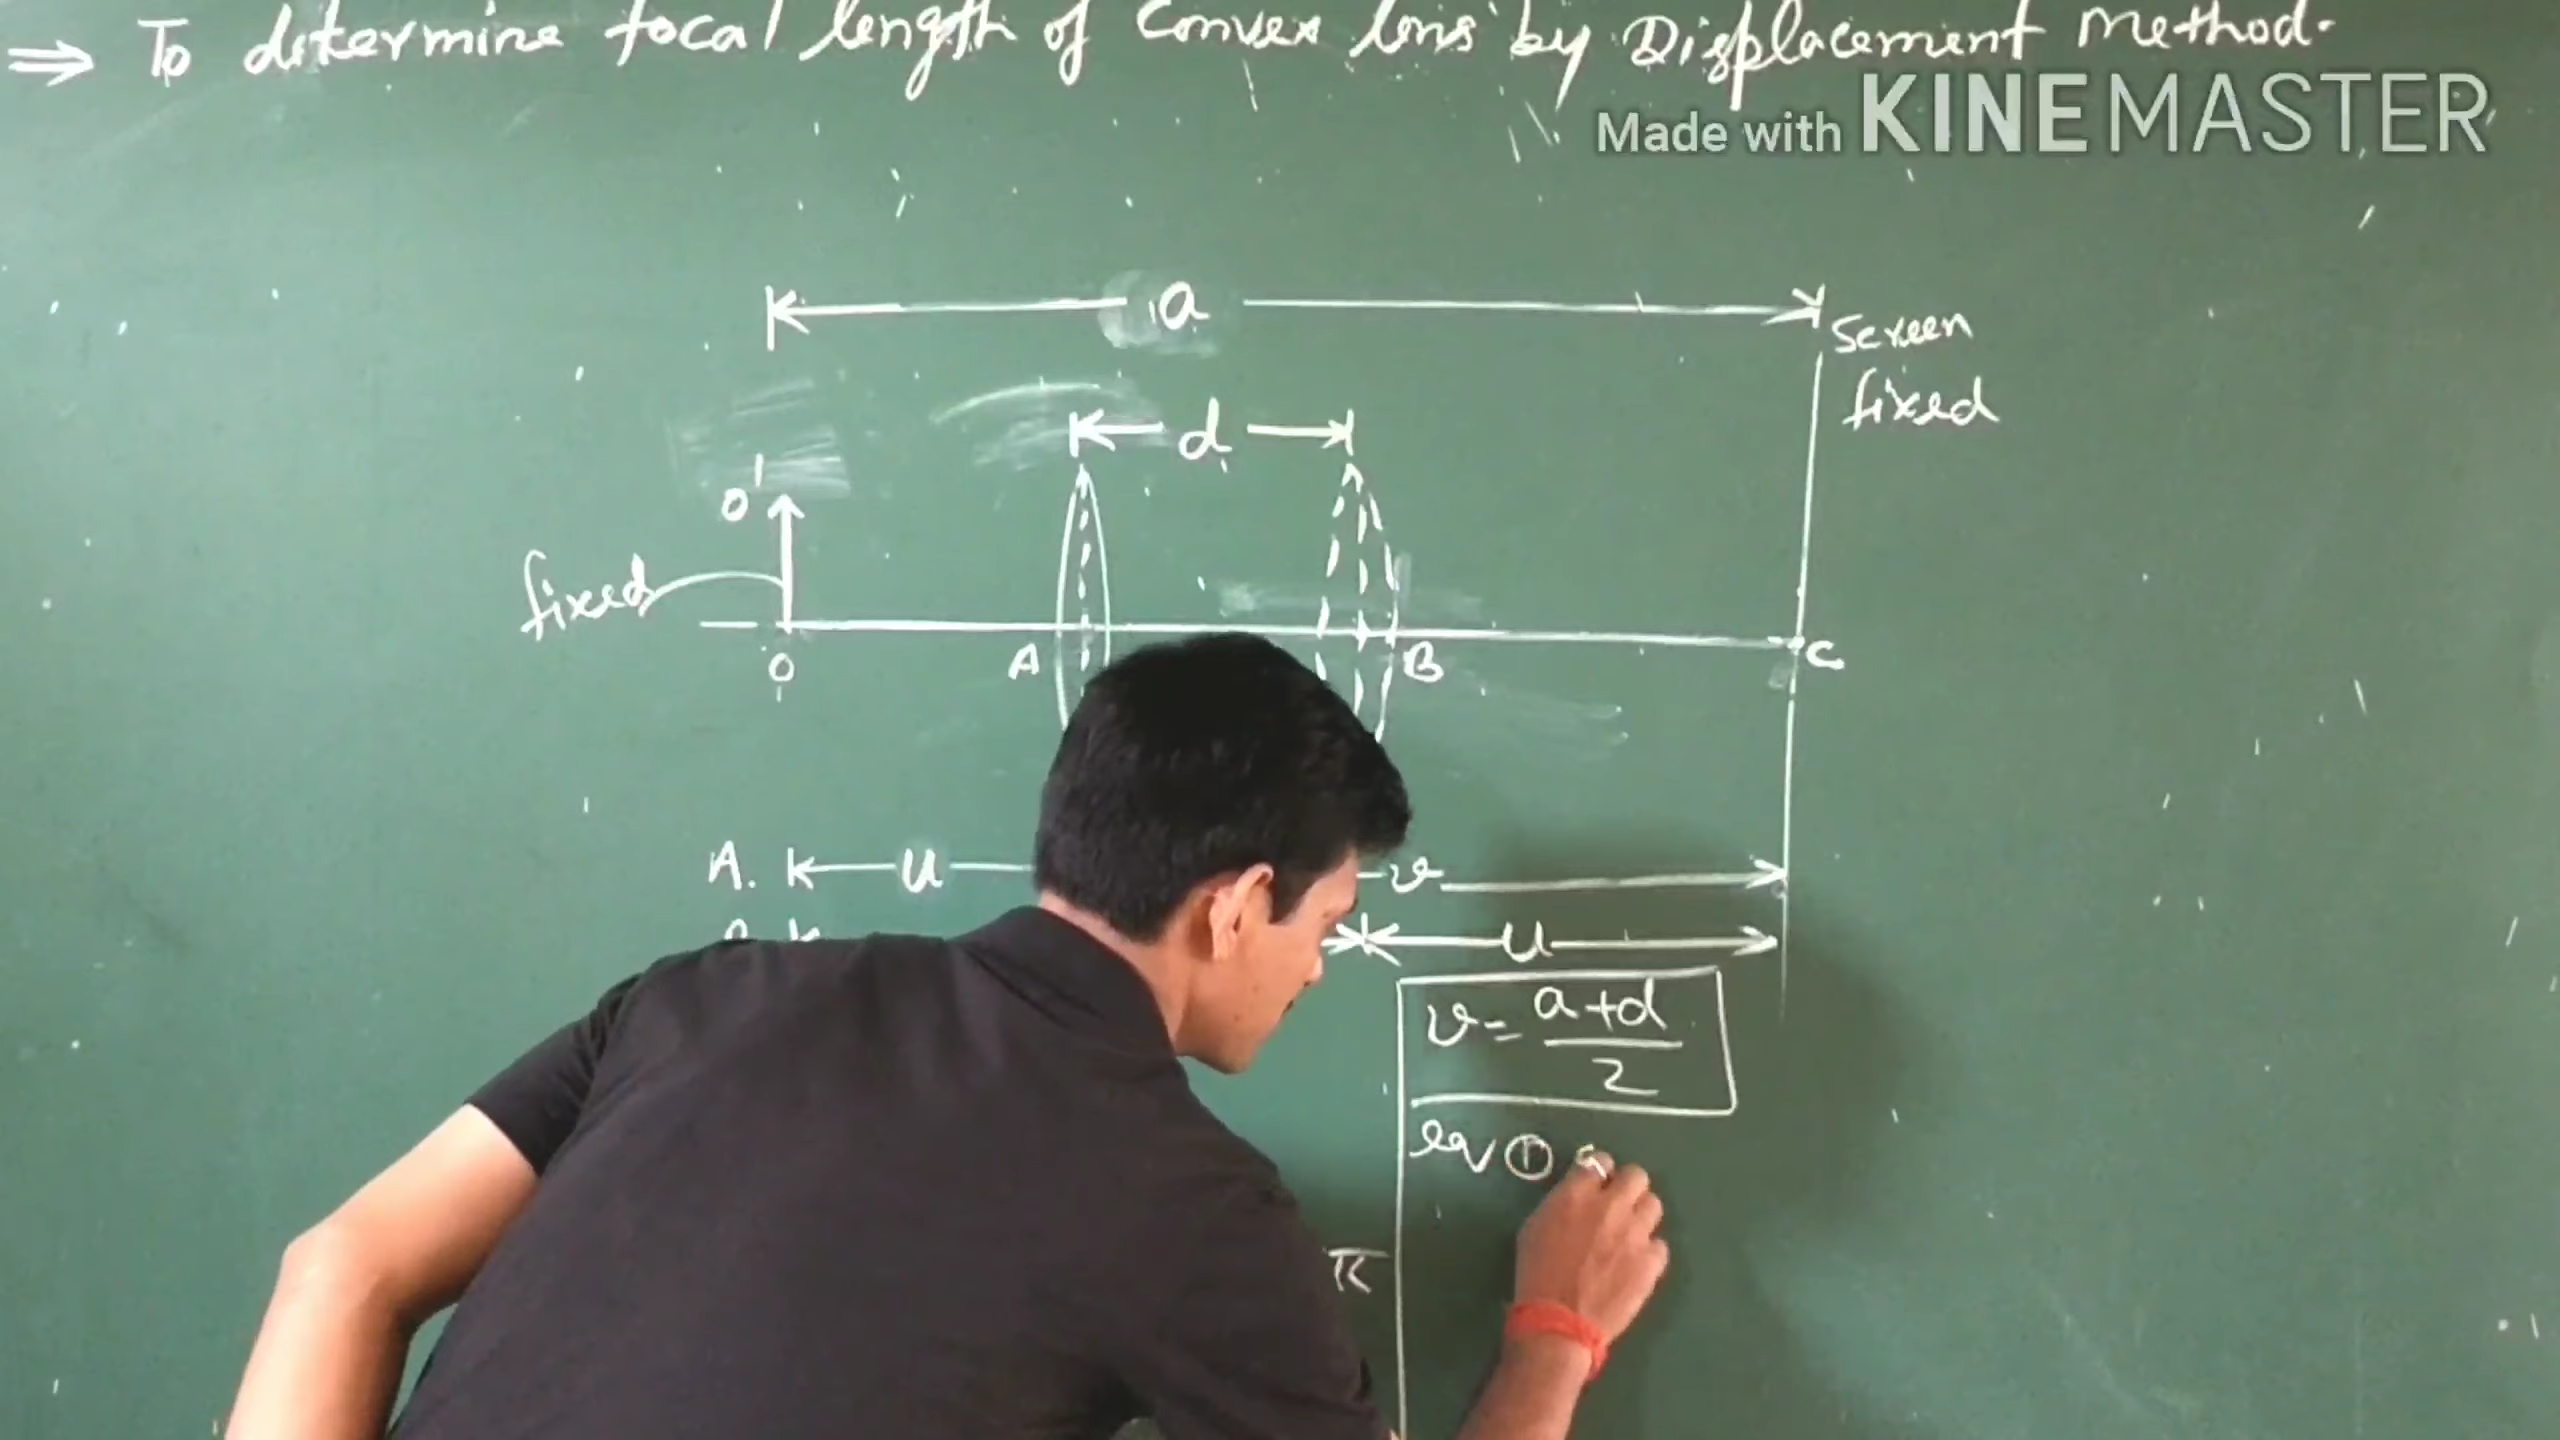 ⇒ To determine focal length of Convex lens by Displacement Method.
Made with KINEMASTER
a
Screen
fixed
d
O'
fixed
O A B C
A. u v
u
v = a+d / 2
eq ①